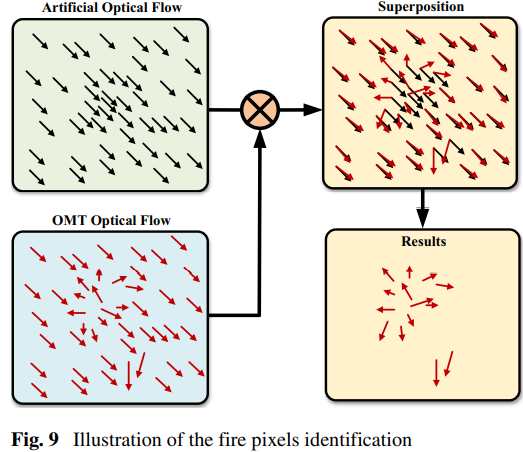 Artificial Optical Flow
Superposition
OMT Optical Flow
Results
Fig. 9 Illustration of the fire pixels identification